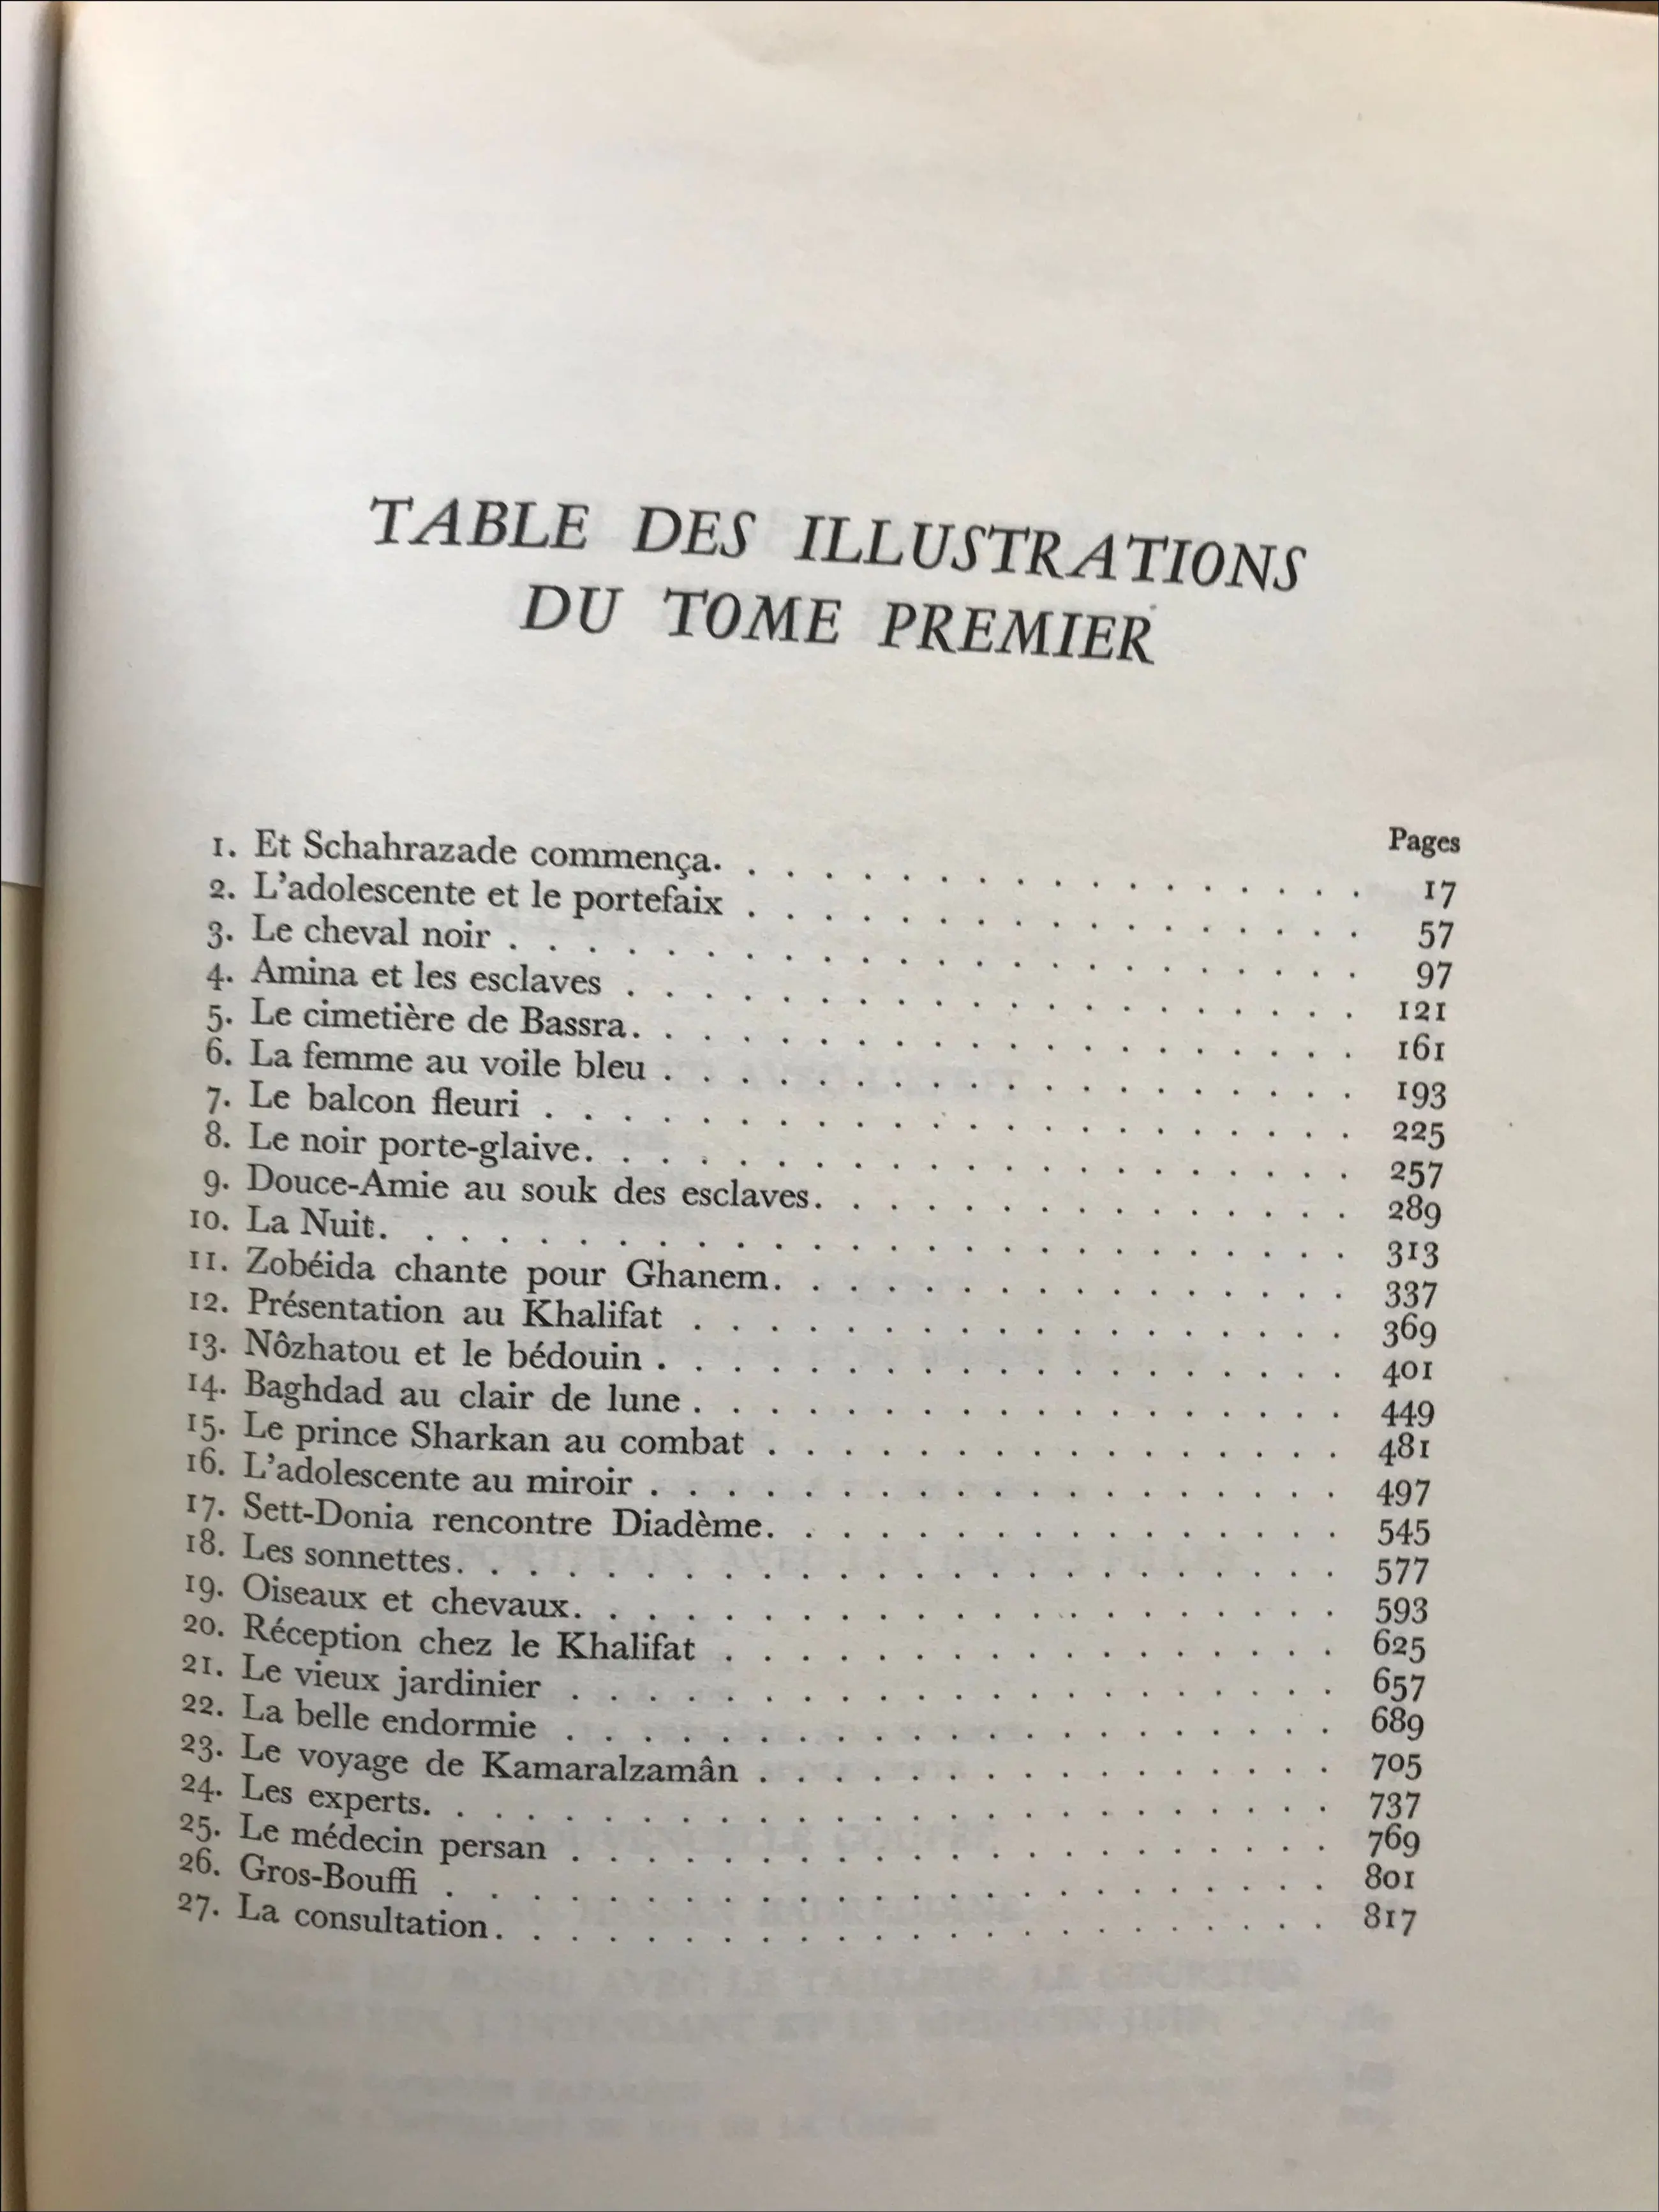 TABLE DES ILLUSTRATIONS
DU TOME PREMIER
Pages
1. Et Schahrazade commença. . . . . . . . . . . . . . . . . . 17
2. L'adolescente et le portefaix . . . . . . . . . . . . . . . . . 57
3. Le cheval noir . . . . . . . . . . . . . . . . . . . . . . . 97
4. Amina et les esclaves . . . . . . . . . . . . . . . . . . . . 121
5. Le cimetière de Bassra. . . . . . . . . . . . . . . . . . . . 161
6. La femme au voile bleu . . . . . . . . . . . . . . . . . . . 193
7. Le balcon fleuri . . . . . . . . . . . . . . . . . . . . . . 225
8. Le noir porte-glaive. . . . . . . . . . . . . . . . . . . . . 257
9. Douce-Amie au souk des esclaves. . . . . . . . . . . . . . . 289
10. La Nuit. . . . . . . . . . . . . . . . . . . . . . . . . . 313
11. Zobéida chante pour Ghanem. . . . . . . . . . . . . . . . 337
12. Présentation au Khalifat . . . . . . . . . . . . . . . . . . 369
13. Nôzhatou et le bédouin . . . . . . . . . . . . . . . . . . . 401
14. Baghdad au clair de lune . . . . . . . . . . . . . . . . . . 449
15. Le prince Sharkan au combat . . . . . . . . . . . . . . . . 481
16. L'adolescente au miroir . . . . . . . . . . . . . . . . . . . 497
17. Sett-Donia rencontre Diadème. . . . . . . . . . . . . . . . 545
18. Les sonnettes. . . . . . . . . . . . . . . . . . . . . . . . 577
19. Oiseaux et chevaux. . . . . . . . . . . . . . . . . . . . . 593
20. Réception chez le Khalifat . . . . . . . . . . . . . . . . . 625
21. Le vieux jardinier . . . . . . . . . . . . . . . . . . . . . 657
22. La belle endormie . . . . . . . . . . . . . . . . . . . . . 689
23. Le voyage de Kamaralzamân . . . . . . . . . . . . . . . . 705
24. Les experts. . . . . . . . . . . . . . . . . . . . . . . . . 737
25. Le médecin persan . . . . . . . . . . . . . . . . . . . . . 769
26. Gros-Bouffi . . . . . . . . . . . . . . . . . . . . . . . . 801
27. La consultation. . . . . . . . . . . . . . . . . . . . . . . 817